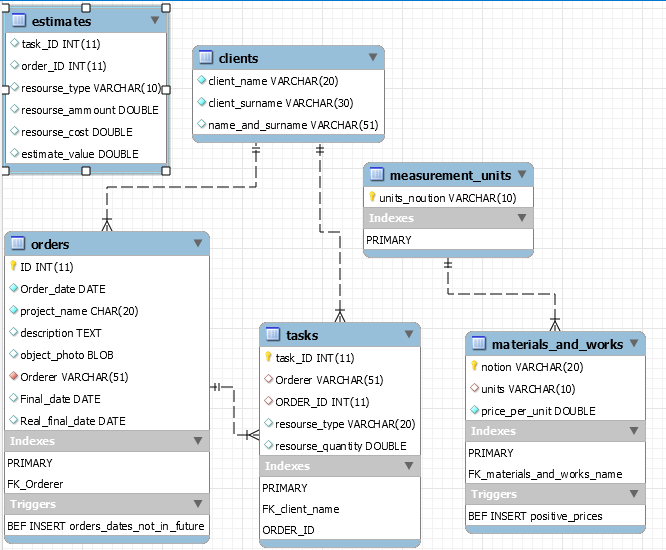 estimates
task_ID INT(11)
order_ID INT(11)
resourse_type VARCHAR(10)
resourse_ammount DOUBLE
resourse_cost DOUBLE
estimate_value DOUBLE
clients
client_name VARCHAR(20)
client_surname VARCHAR(30)
name_and_surname VARCHAR(51)
measurement_units
units_noution VARCHAR(10)
Indexes
PRIMARY
orders
ID INT(11)
Order_date DATE
project_name CHAR(20)
description TEXT
object_photo BLOB
Orderer VARCHAR(51)
Final_date DATE
Real_final_date DATE
Indexes
PRIMARY
FK_Orderer
Triggers
BEF INSERT orders_dates_not_in_future
tasks
task_ID INT(11)
Orderer VARCHAR(51)
ORDER_ID INT(11)
resourse_type VARCHAR(20)
resourse_quantity DOUBLE
Indexes
PRIMARY
FK_client_name
ORDER_ID
materials_and_works
notion VARCHAR(20)
units VARCHAR(10)
price_per_unit DOUBLE
Indexes
PRIMARY
FK_materials_and_works_name
Triggers
BEF INSERT positive_prices